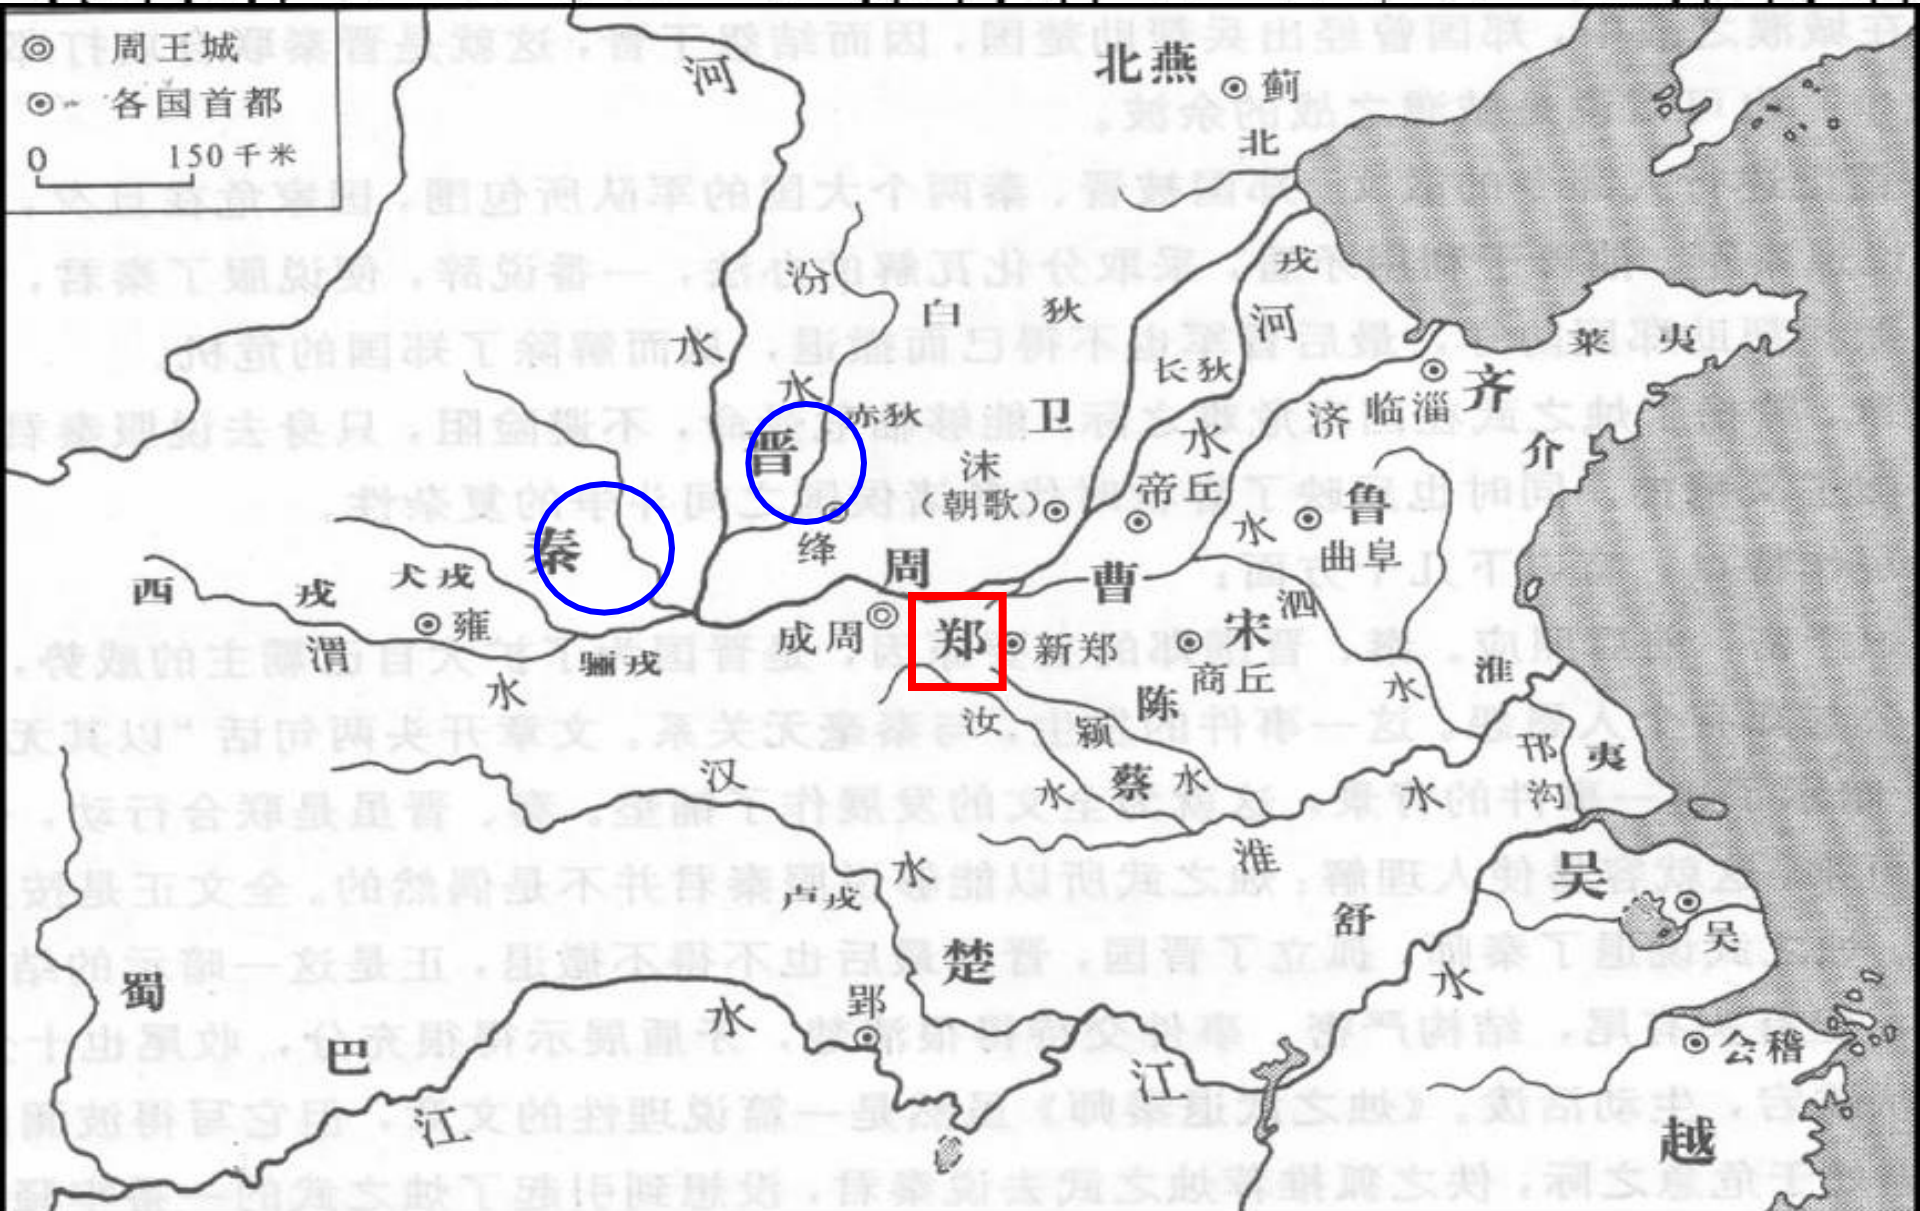 周王城
各国首都
0 150千米
河
北燕
蓟
北
戎
汾
白 狄
河
水
莱 夷
长狄
水
齐
临淄
济
赤狄
卫
晋
水
介
沫
(朝歌)
帝丘
鲁
水
曲阜
秦
绛
周
曹
犬戎
西 戎
雍
泗
成周
郑
新郑
宋
商丘
渭
骊戎
水
淮
水
陈
汝
颍
邗
沟
夷
汉
水
蔡
水
水
水
淮
卢戎
吴
吴
舒
楚
蜀
郢
水
水
巴
会稽
江
江
越